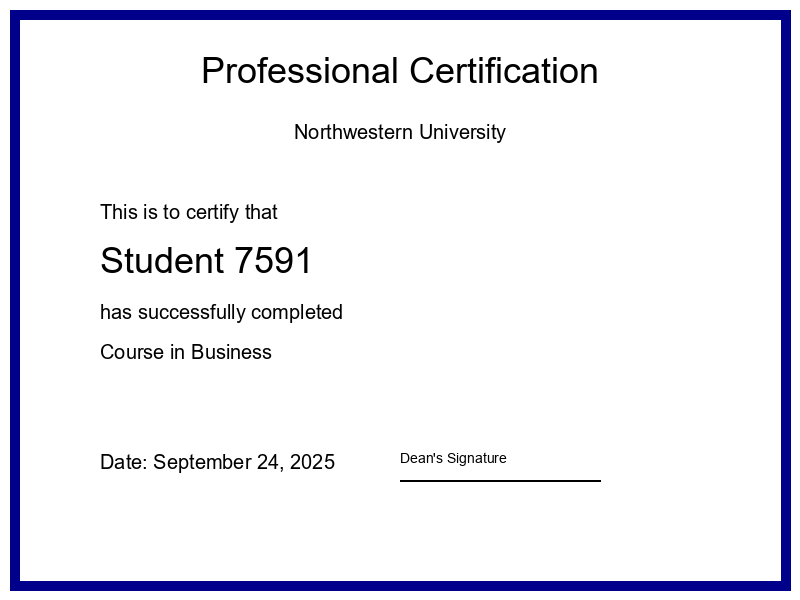 Professional Certification
Northwestern University
This is to certify that
Student 7591
has successfully completed
Course in Business
Date: September 24, 2025
Dean's Signature